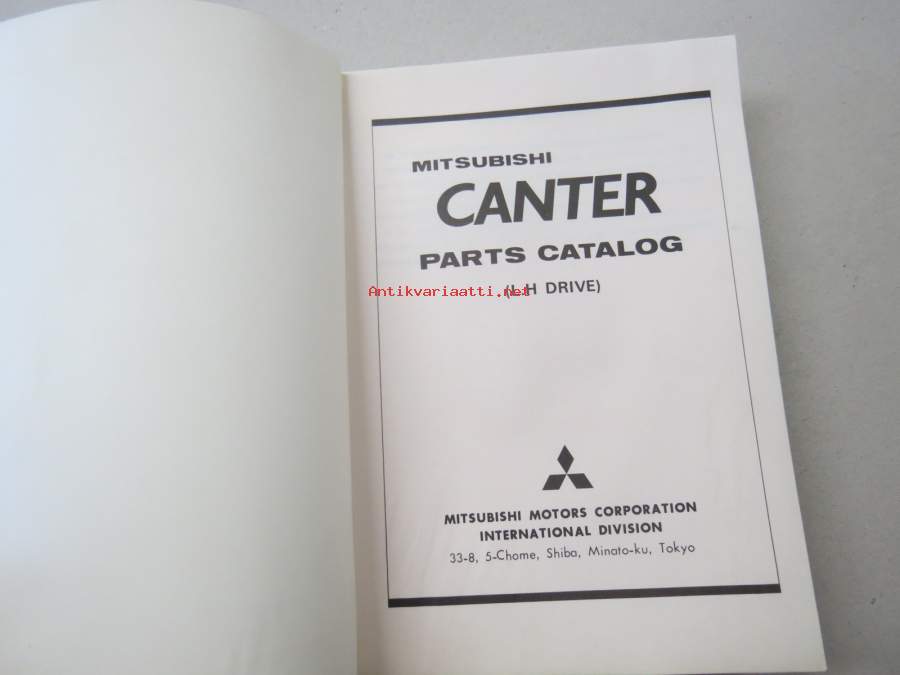 MITSUBISHI
CANTER
PARTS CATALOG
(L.H DRIVE)
Antikvariaatti.net
MITSUBISHI MOTORS CORPORATION
INTERNATIONAL DIVISION
33-8, 5-Chome, Shiba, Minato-ku, Tokyo